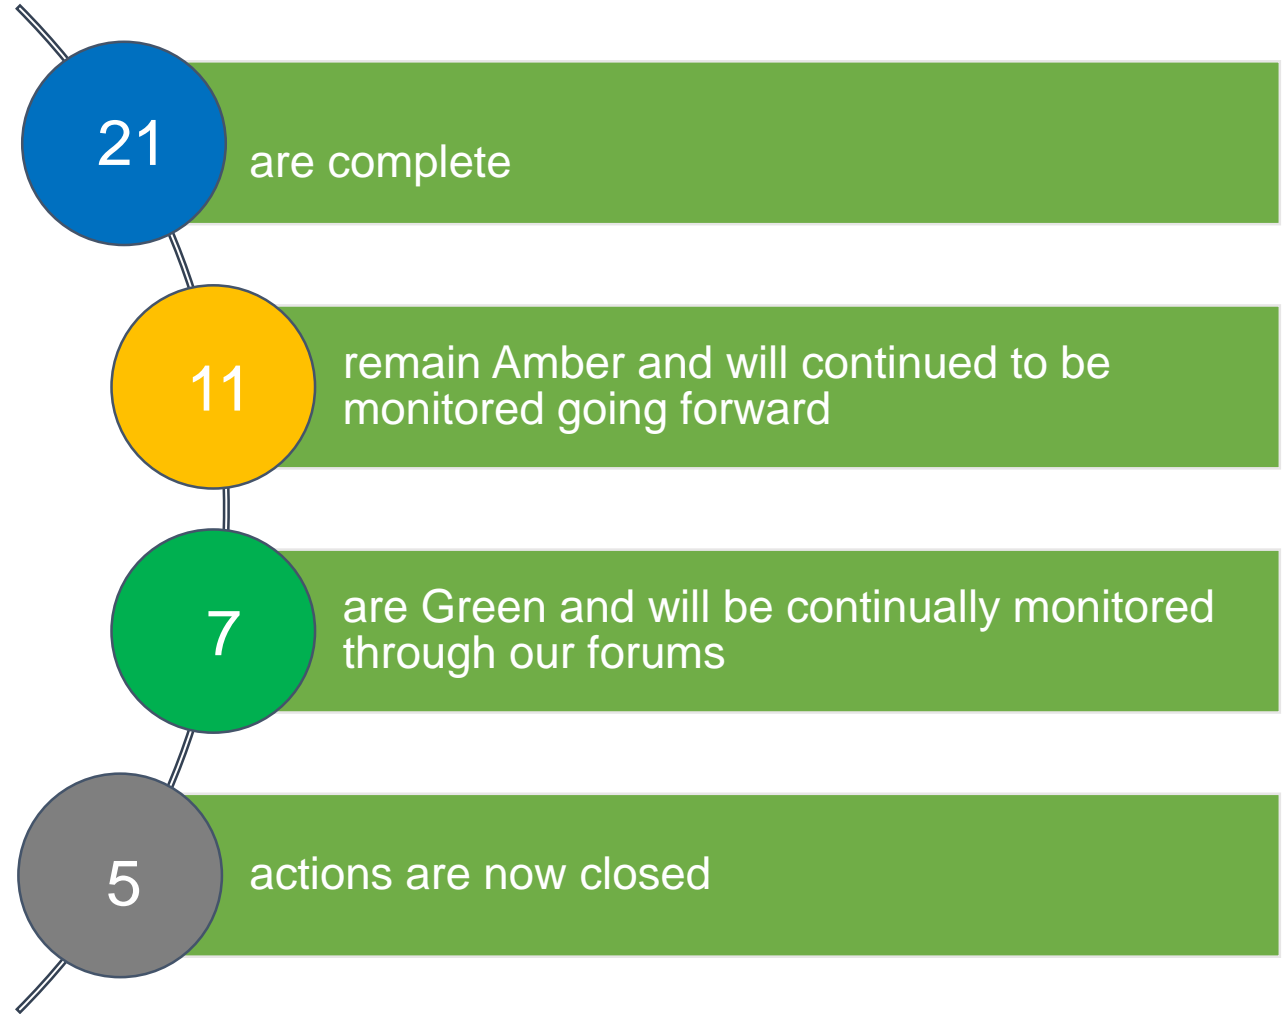 21
are complete
11
remain Amber and will continued to be
monitored going forward
7
are Green and will be continually monitored
through our forums
5
actions are now closed